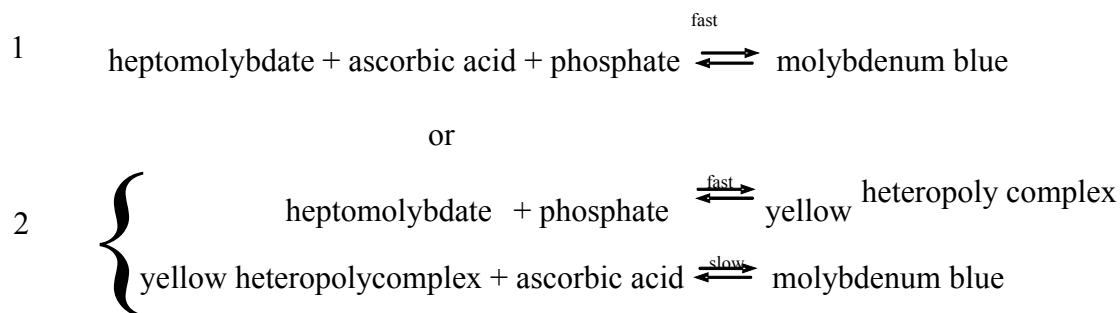 fast
1 heptomolybdate + ascorbic acid + phosphate ⇌ molybdenum blue
or
2 { heptomolybdate + phosphate fast ⇌ yellow heteropoly complex
yellow heteropolycomplex + ascorbic acid slow ⇌ molybdenum blue